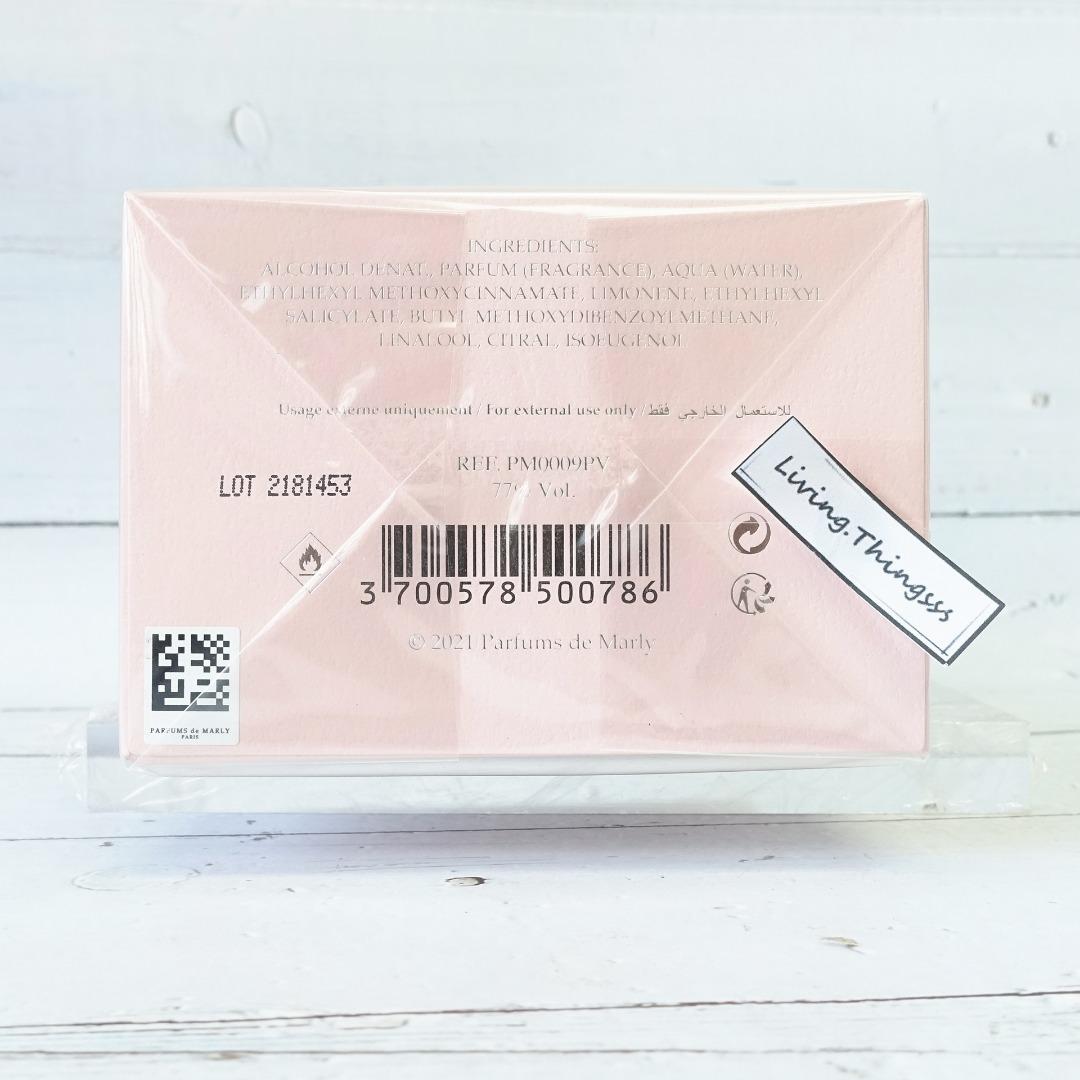 INGREDIENTS:
ALCOHOL DENAT., PARFUM (FRAGRANCE), AQUA (WATER),
ETHYLHEXYL METHOXYCINNAMATE, LIMONENE, ETHYLHEXYL
SALICYLATE, BUTYL METHOXYDIBENZOYLMETHANE,
LINALOOL, CITRAL, ISOEUGENOL
Usage externe uniquement / For external use only / للاستعمال الخارجي فقط
REF. PM0009PV
77% Vol.
LOT 2181453
Living.Thingsss
3 700578 500786
© 2021 Parfums de Marly
PARFUMS de MARLY
PARIS